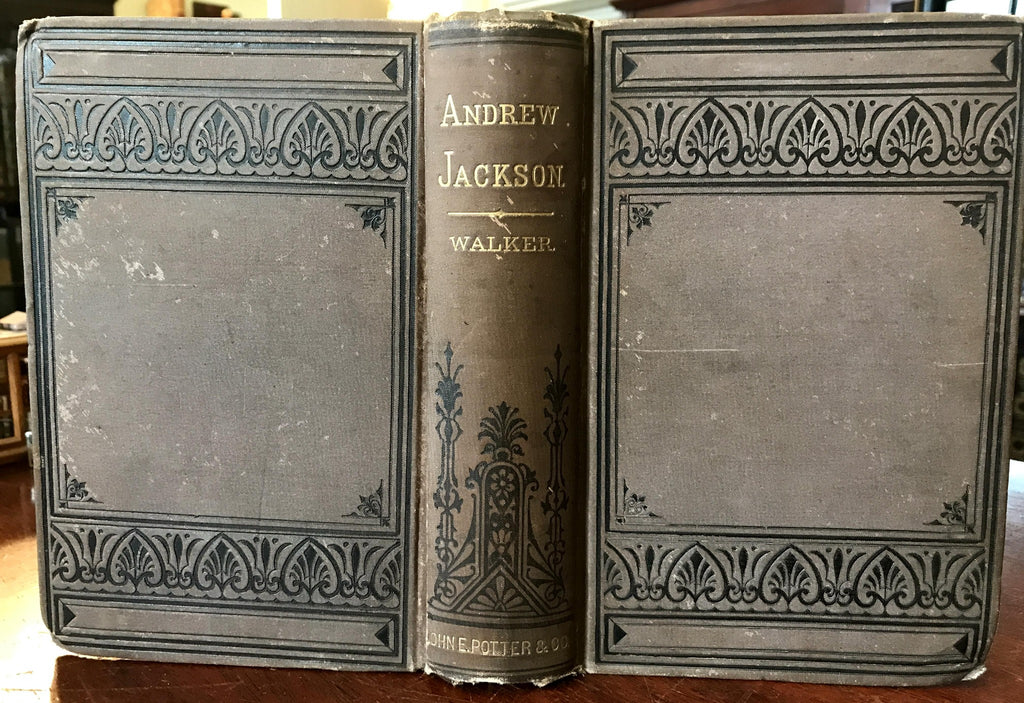 ANDREW
JACKSON.
WALKER.
JOHN E. POTTER & CO.